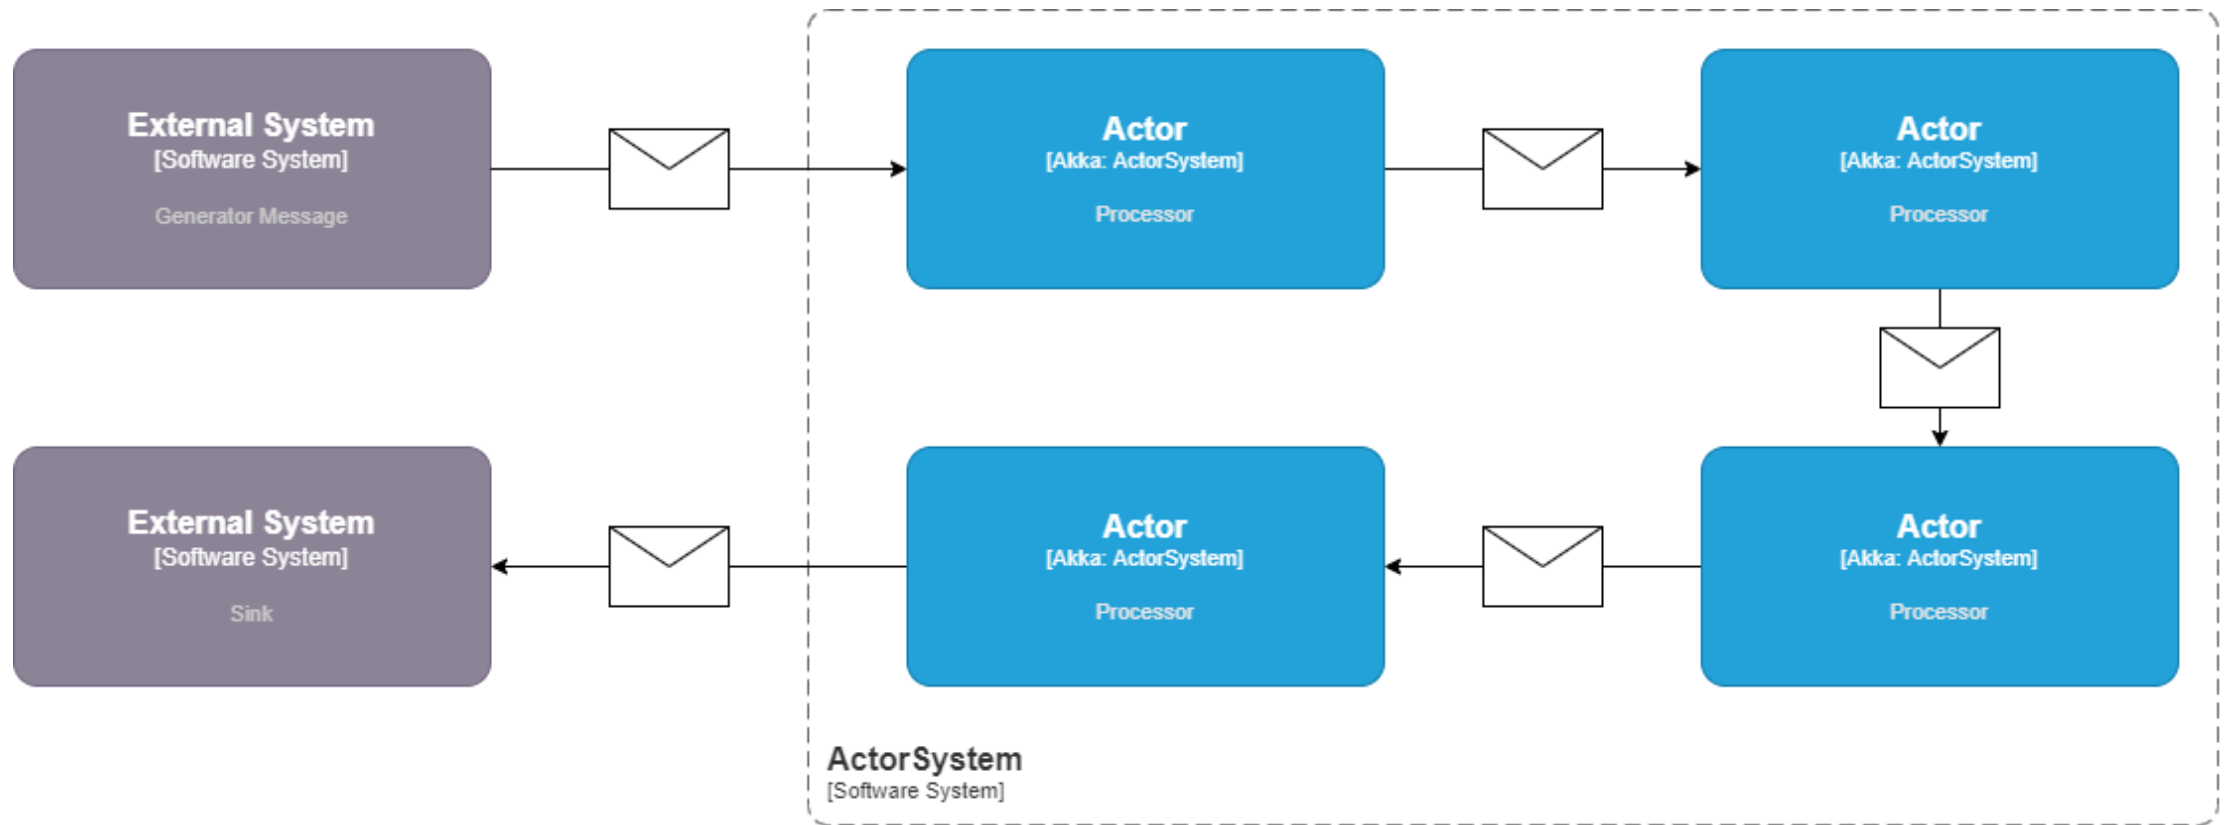 External System
[Software System]
Generator Message
Actor
[Akka: ActorSystem]
Processor
Actor
[Akka: ActorSystem]
Processor
External System
[Software System]
Sink
Actor
[Akka: ActorSystem]
Processor
Actor
[Akka: ActorSystem]
Processor
ActorSystem
[Software System]